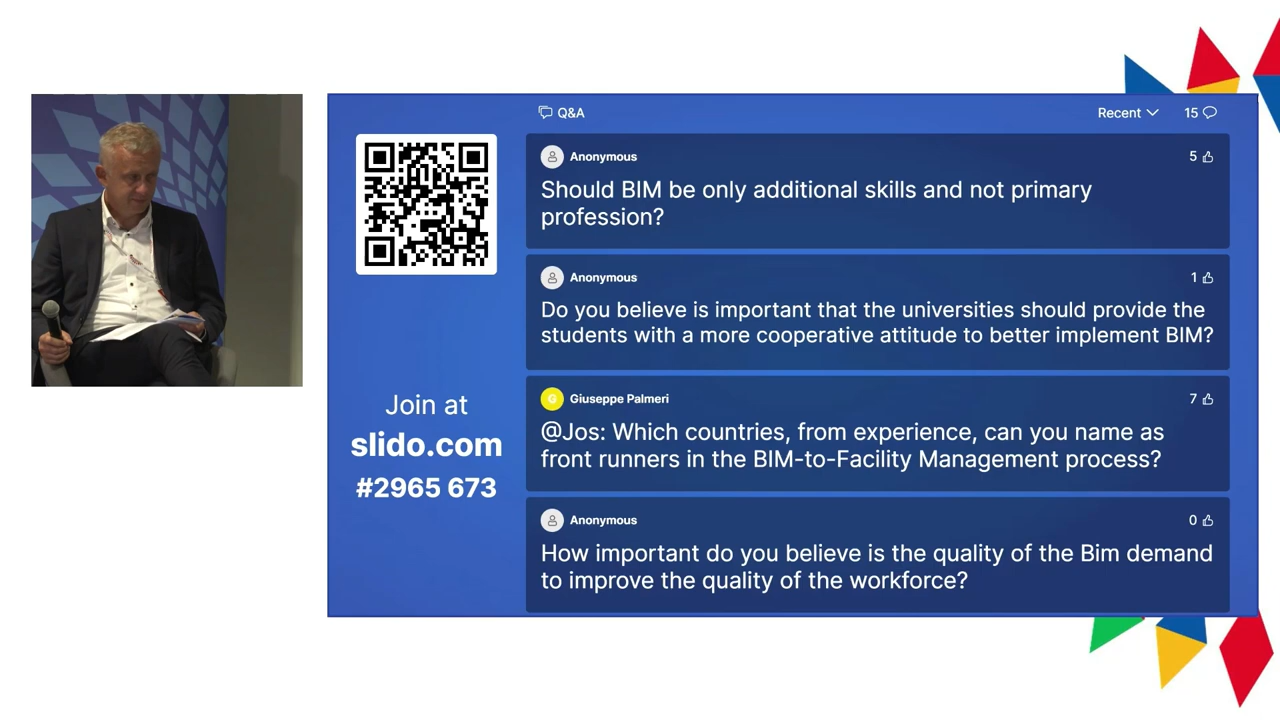 Q&A
Recent
15
Anonymous
5
Should BIM be only additional skills and not primary
profession?
Anonymous
1
Do you believe is important that the universities should provide the
students with a more cooperative attitude to better implement BIM?
G
Giuseppe Palmeri
7
@Jos: Which countries, from experience, can you name as
front runners in the BIM-to-Facility Management process?
Anonymous
0
How important do you believe is the quality of the Bim demand
to improve the quality of the workforce?
Join at
slido.com
#2965 673